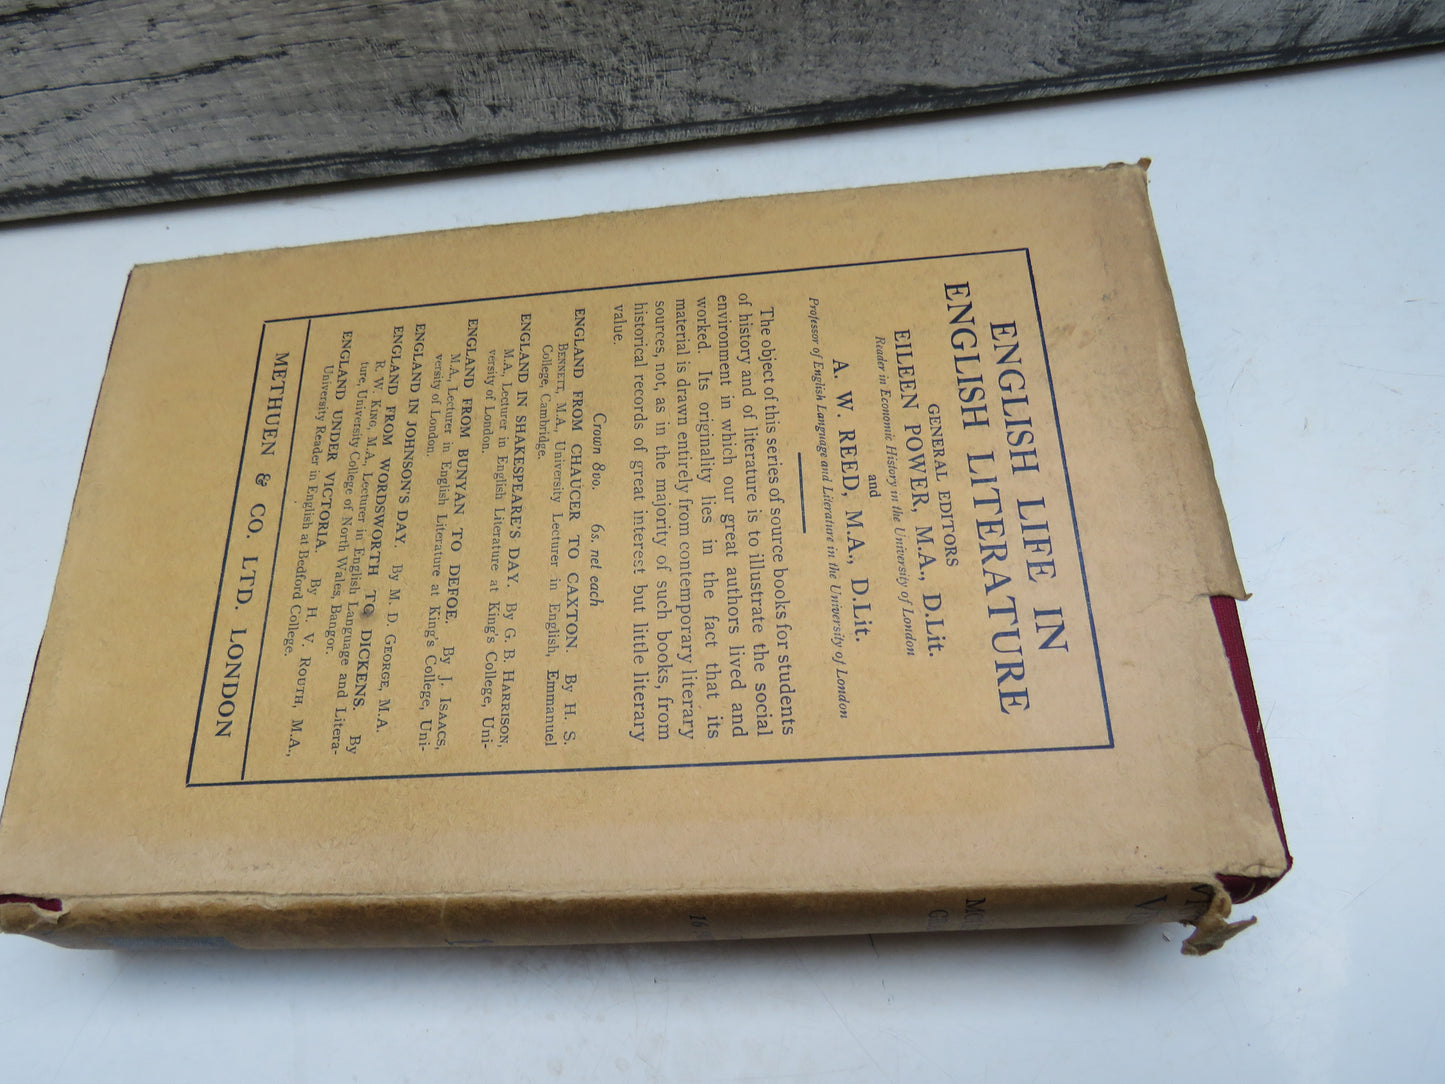 ENGLISH LIFE IN
ENGLISH LITERATURE
GENERAL EDITORS
EILEEN POWER, M.A., D.Lit.
Reader in Economic History in the University of London
and
A. W. REED, M.A., D.Lit.
Professor of English Language and Literature in the University of London
The object of this series of source books for students
of history and of literature is to illustrate the social
environment in which our great authors lived and
worked. Its originality lies in the fact that its
material is drawn entirely from contemporary literary
sources, not, as in the majority of such books, from
historical records of great interest but little literary
value.
Crown 8vo. 6s. net each
ENGLAND FROM CHAUCER TO CAXTON. By H. S.
BENNETT, M.A., University Lecturer in English, Emmanuel
College, Cambridge.
ENGLAND IN SHAKESPEARE'S DAY. By G. B. HARRISON,
M.A., Lecturer in English Literature at King's College, Uni-
versity of London.
ENGLAND FROM BUNYAN TO DEFOE. By J. ISAACS,
M.A., Lecturer in English Literature at King's College, Uni-
versity of London.
ENGLAND IN JOHNSON'S DAY. By M. D. GEORGE, M.A.
ENGLAND FROM WORDSWORTH TO DICKENS. By
R. W. KING, M.A., Lecturer in English Language and Litera-
ture, University College of North Wales, Bangor.
ENGLAND UNDER VICTORIA. By H. V. ROUTH, M.A.,
University Reader in English at Bedford College.
METHUEN & CO. LTD. LONDON